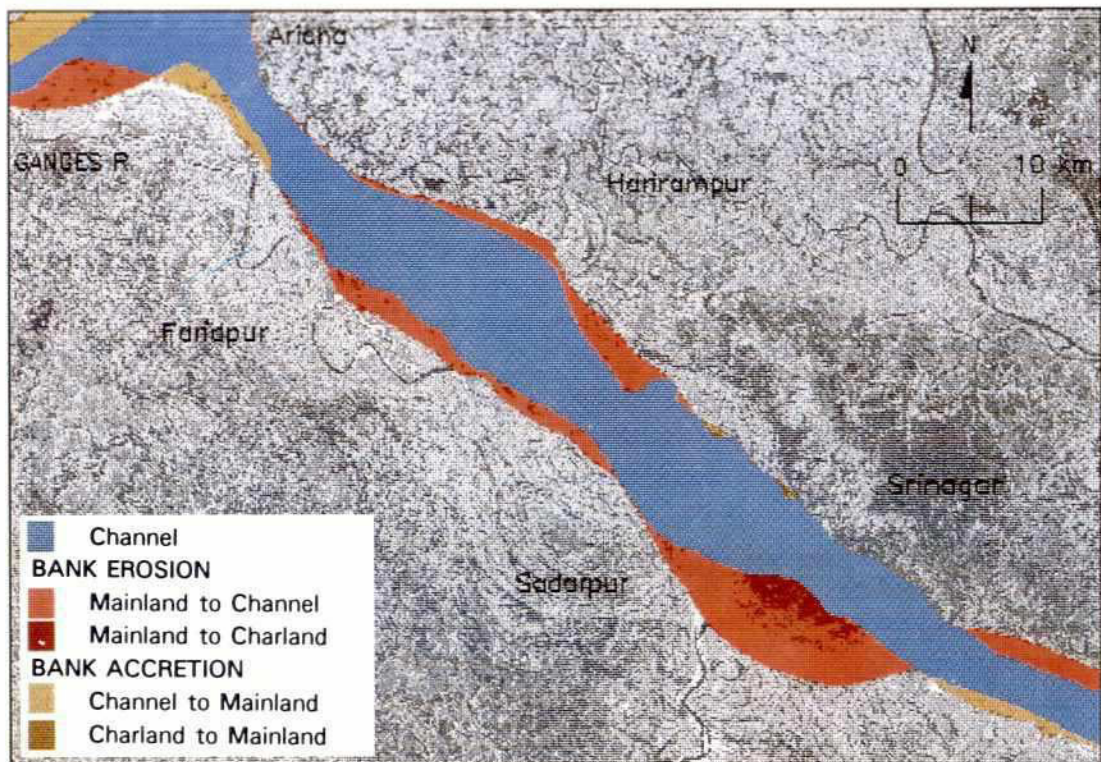 Aricha
N
GANGES R.
Harirampur
0 10 km
Faridpur
Srinagar
Sadarpur
Channel
BANK EROSION
Mainland to Channel
Mainland to Charland
BANK ACCRETION
Channel to Mainland
Charland to Mainland